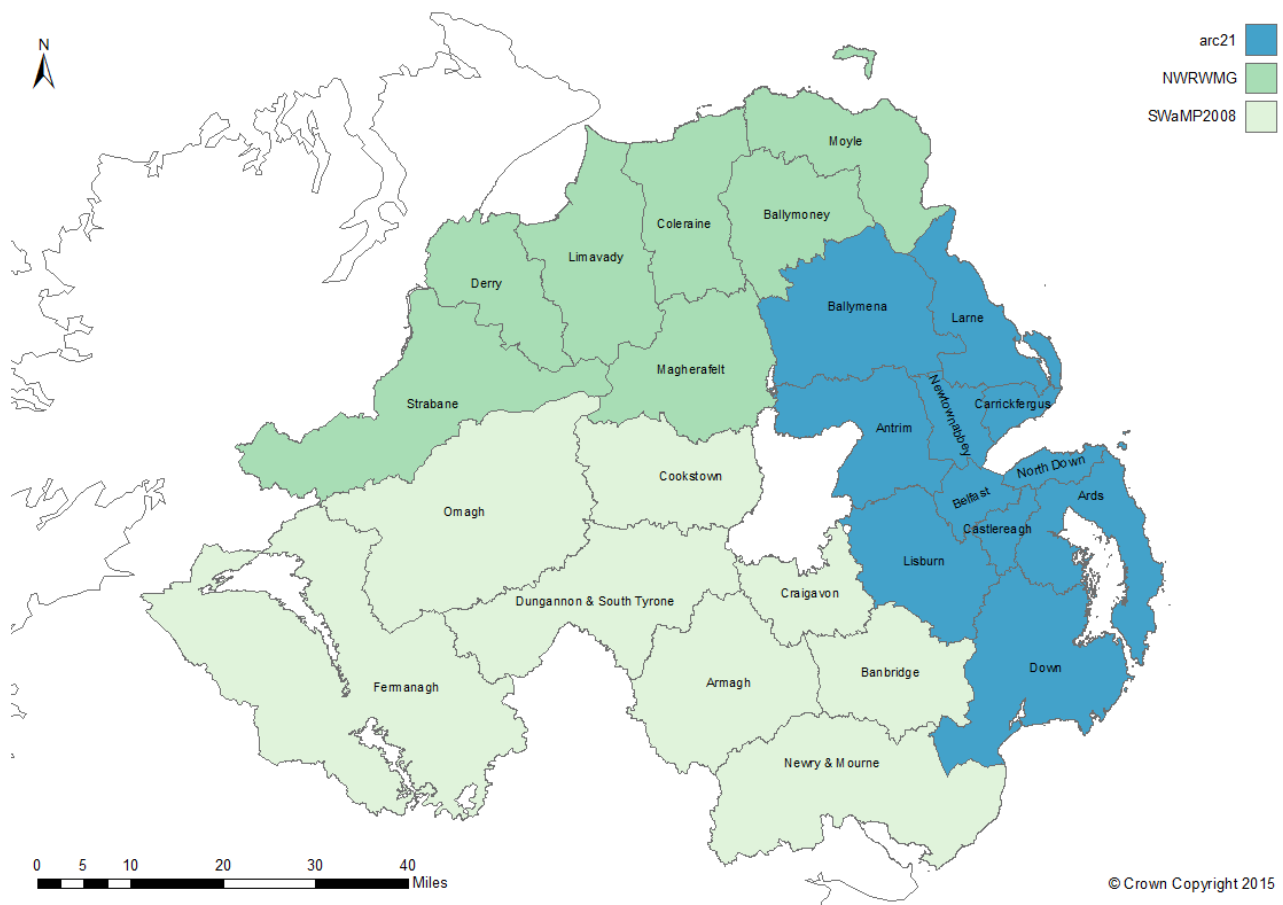 N
arc21
NWRWMG
SWaMP2008
Moyle
Coleraine
Ballymoney
Limavady
Derry
Ballymena
Larne
Magherafelt
Strabane
Newtownabbey
Carrickfergus
Antrim
Cookstown
North Down
Belfast
Ards
Omagh
Castlereagh
Lisburn
Dungannon & South Tyrone
Craigavon
Down
Banbridge
Armagh
Fermanagh
Newry & Mourne
0 5 10 20 30 40
Miles
© Crown Copyright 2015